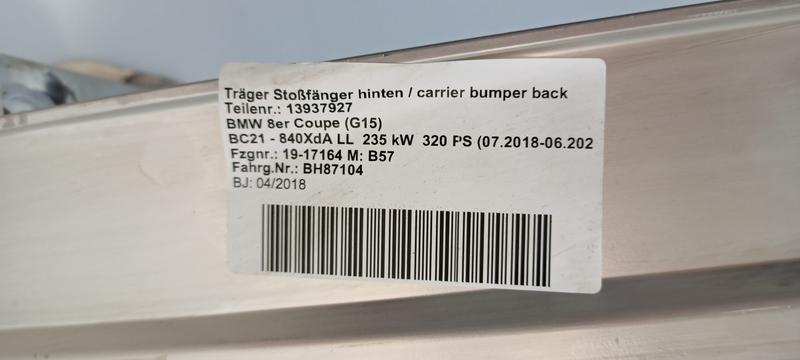 Träger Stoßfänger hinten / carrier bumper back
Teilenr.: 13937927
BMW 8er Coupe (G15)
BC21 - 840XdA LL 235 kW 320 PS (07.2018-06.202
Fzgnr.: 19-17164 M: B57
Fahrg.Nr.: BH87104
BJ: 04/2018